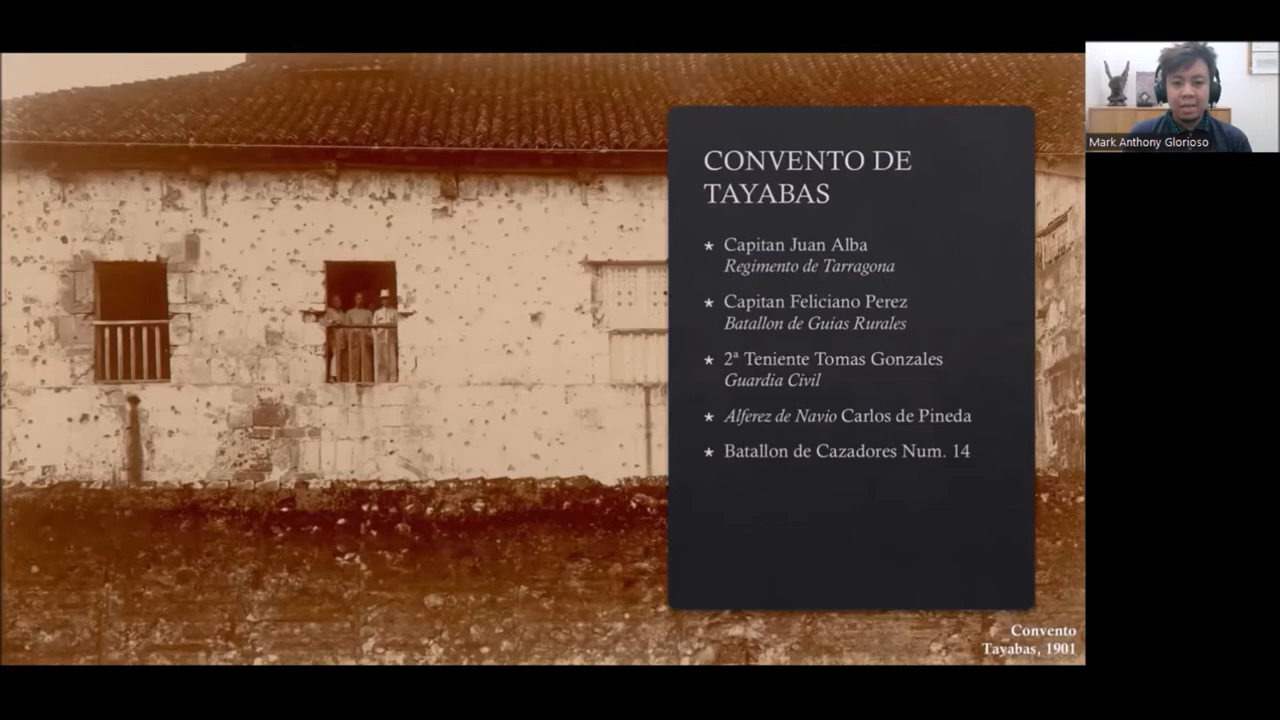 CONVENTO DE
TAYABAS
★ Capitan Juan Alba
Regimento de Tarragona
★ Capitan Feliciano Perez
Batallon de Guias Rurales
★ 2ª Teniente Tomas Gonzales
Guardia Civil
★ Alferez de Navio Carlos de Pineda
★ Batallon de Cazadores Num. 14
Convento
Tayabas, 1901
Mark Anthony Glorioso